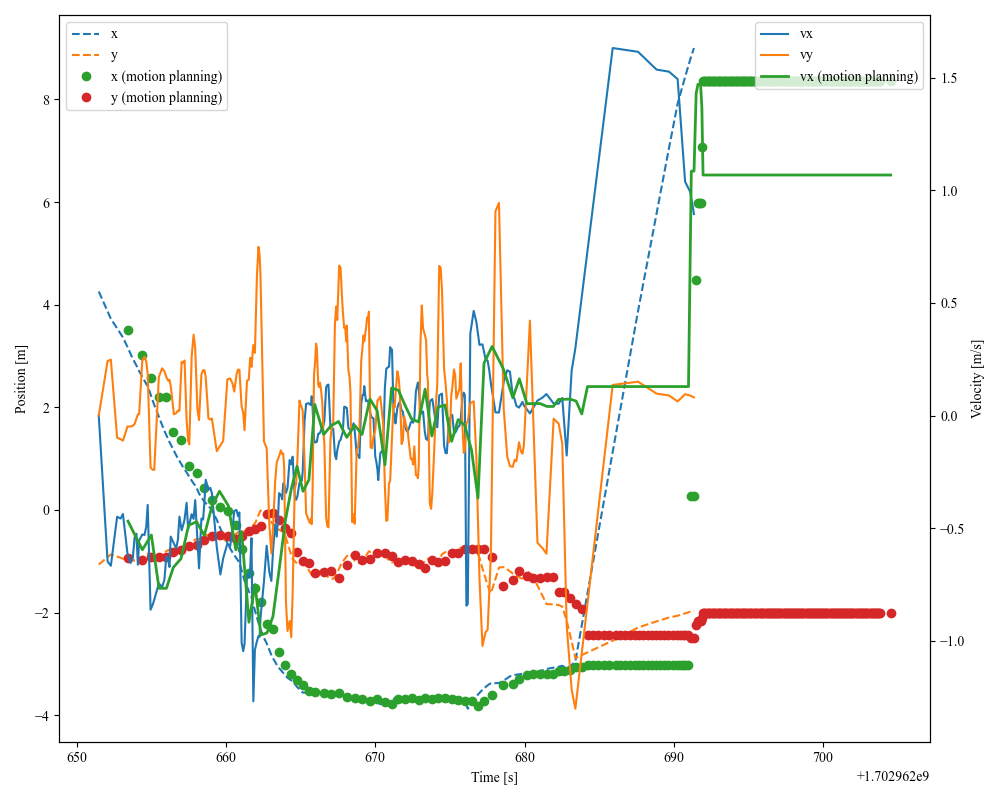 x
y
x (motion planning)
y (motion planning)
vx
vy
vx (motion planning)
8
6
4
2
0
−2
−4
Position [m]
1.5
1.0
0.5
0.0
−0.5
−1.0
Velocity [m/s]
650
660
670
680
690
700
Time [s]
+1.702962e9